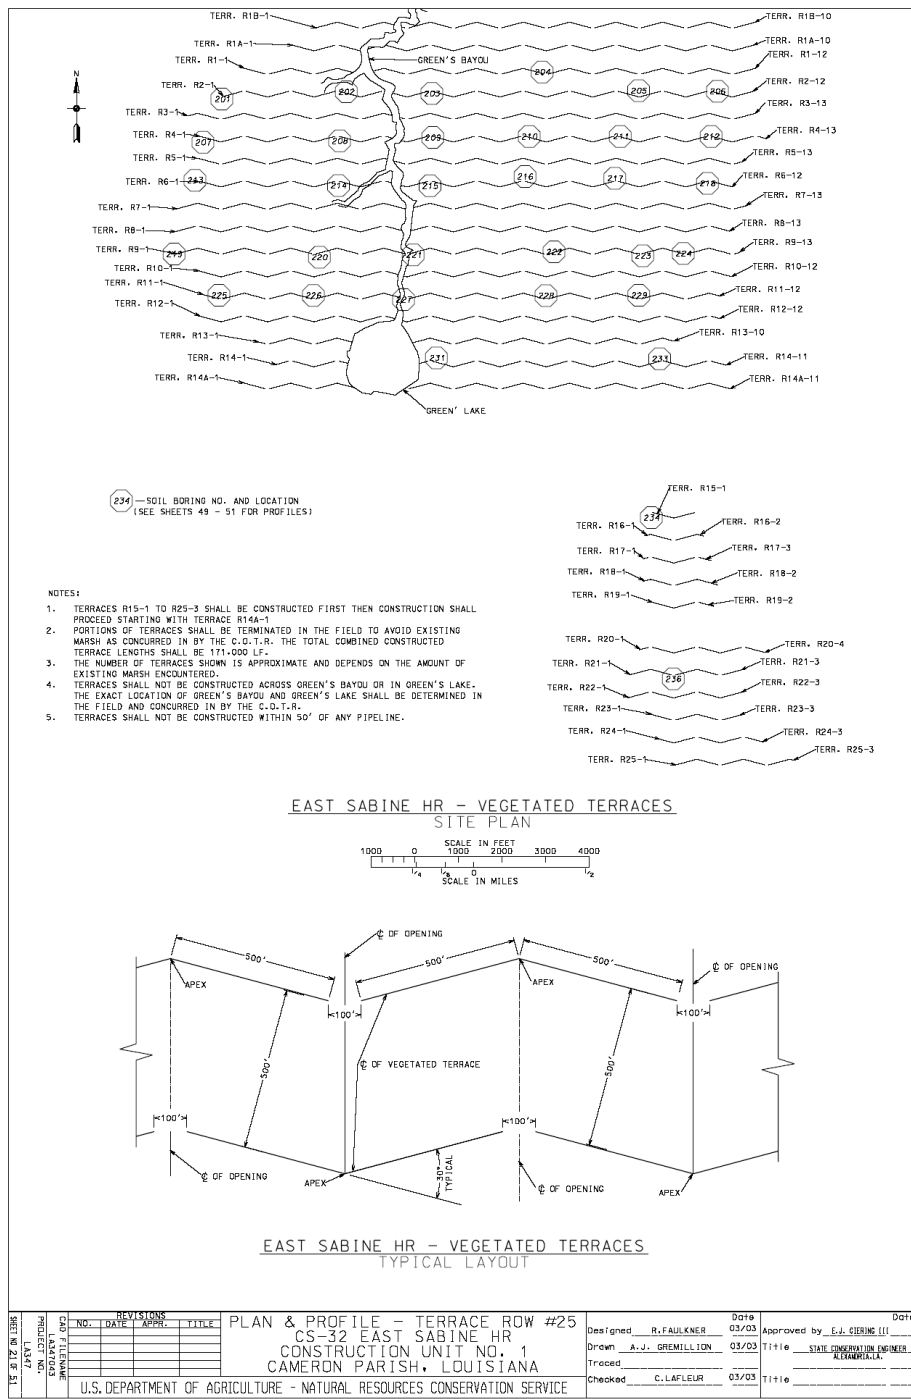 TERR. R1B-1
TERR. R1B-10
TERR. R1A-1
TERR. R1A-10
TERR. R1-1
GREEN'S BAYOU
TERR. R1-12
204
TERR. R2-1
TERR. R2-12
N
201
202
203
205
206
TERR. R3-1
TERR. R3-13
TERR. R4-1
TERR. R4-13
207
208
209
210
211
212
TERR. R5-1
TERR. R5-13
TERR. R6-1
TERR. R6-12
213
214
215
216
217
218
TERR. R7-1
TERR. R7-13
TERR. R8-1
TERR. R8-13
TERR. R9-1
TERR. R9-13
219
220
221
222
223
224
TERR. R10-1
TERR. R10-12
TERR. R11-1
TERR. R11-12
225
226
227
228
229
TERR. R12-1
TERR. R12-12
TERR. R13-1
TERR. R13-10
TERR. R14-1
TERR. R14-11
231
233
TERR. R14A-1
TERR. R14A-11
GREEN' LAKE
234 — SOIL BORING NO. AND LOCATION
(SEE SHEETS 49 - 51 FOR PROFILES)
TERR. R15-1
234
TERR. R16-1
TERR. R16-2
TERR. R17-1
TERR. R17-3
TERR. R18-1
TERR. R18-2
TERR. R19-1
TERR. R19-2
TERR. R20-1
TERR. R20-4
TERR. R21-1
TERR. R21-3
236
TERR. R22-1
TERR. R22-3
TERR. R23-1
TERR. R23-3
TERR. R24-1
TERR. R24-3
TERR. R25-1
TERR. R25-3
NOTES:
1. TERRACES R15-1 TO R25-3 SHALL BE CONSTRUCTED FIRST THEN CONSTRUCTION SHALL
PROCEED STARTING WITH TERRACE R14A-1
2. PORTIONS OF TERRACES SHALL BE TERMINATED IN THE FIELD TO AVOID EXISTING
MARSH AS CONCURRED IN BY THE C.O.T.R. THE TOTAL COMBINED CONSTRUCTED
TERRACE LENGTHS SHALL BE 171,000 LF.
3. THE NUMBER OF TERRACES SHOWN IS APPROXIMATE AND DEPENDS ON THE AMOUNT OF
EXISTING MARSH ENCOUNTERED.
4. TERRACES SHALL NOT BE CONSTRUCTED ACROSS GREEN'S BAYOU OR IN GREEN'S LAKE.
THE EXACT LOCATION OF GREEN'S BAYOU AND GREEN'S LAKE SHALL BE DETERMINED IN
THE FIELD AND CONCURRED IN BY THE C.O.T.R.
5. TERRACES SHALL NOT BE CONSTRUCTED WITHIN 50' OF ANY PIPELINE.
EAST SABINE HR - VEGETATED TERRACES
SITE PLAN
SCALE IN FEET
1000 0 1000 2000 3000 4000
1/4 1/8 0 1/2
SCALE IN MILES
℄ OF OPENING
500'
500'
500'
℄ OF OPENING
APEX
APEX
100'
100'
500'
℄ OF VEGETATED TERRACE
500'
100'
100'
℄ OF OPENING
APEX
30° TYPICAL
℄ OF OPENING
APEX
EAST SABINE HR - VEGETATED TERRACES
TYPICAL LAYOUT
SHEET NO. 21 OF 51
PROJECT NO.
LA347
CAD FILENAME
LA347043
REVISIONS
NO. DATE APPR. TITLE
PLAN & PROFILE - TERRACE ROW #25
CS-32 EAST SABINE HR
CONSTRUCTION UNIT NO. 1
CAMERON PARISH, LOUISIANA
U.S. DEPARTMENT OF AGRICULTURE - NATURAL RESOURCES CONSERVATION SERVICE
Date
Designed R.FAULKNER 03/03
Drawn A.J. GREMILLION 03/03
Traced
Checked C.LAFLEUR 03/03
Date
Approved by E.J. GIERING III
Title STATE CONSERVATION ENGINEER
ALEXANDRIA,LA.
Title